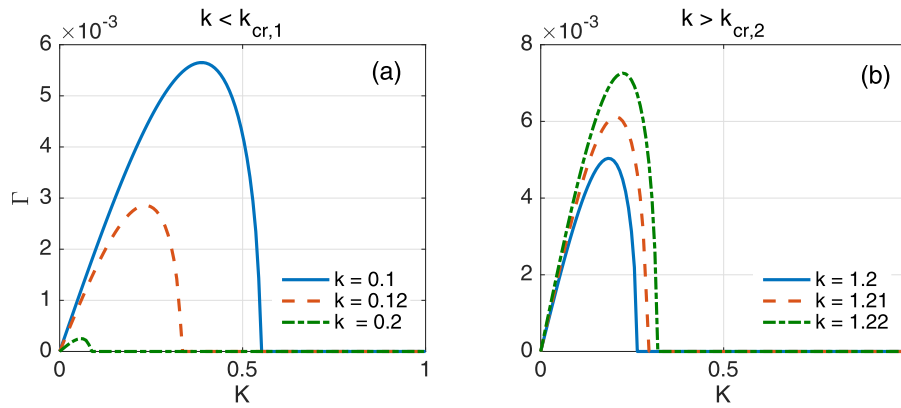 k < k_cr,1
×10^-3
(a)
6
5
4
3
2
1
0
Γ
k = 0.1
k = 0.12
k = 0.2
0
0.5
1
K
k > k_cr,2
×10^-3
(b)
8
6
4
2
0
k = 1.2
k = 1.21
k = 1.22
0
0.5
K